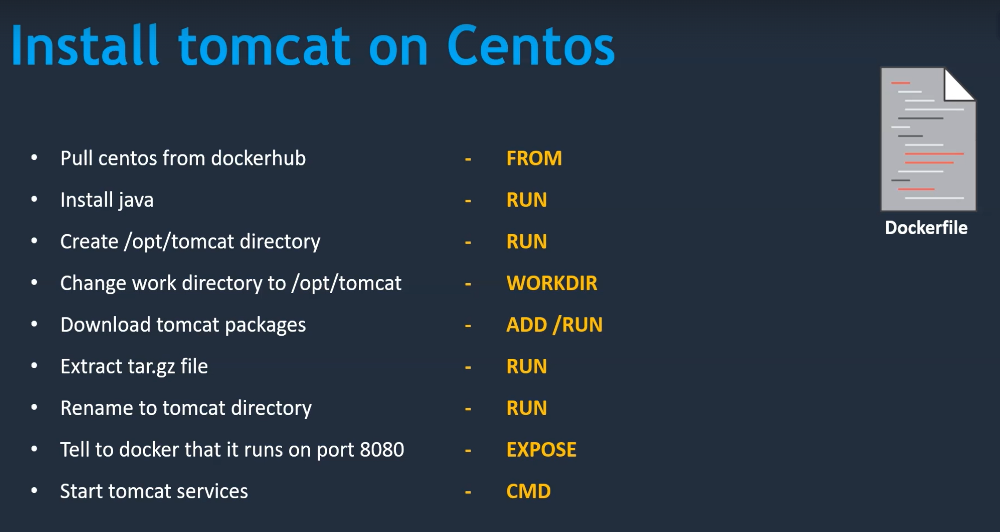 Install tomcat on Centos
• Pull centos from dockerhub - FROM
• Install java - RUN
• Create /opt/tomcat directory - RUN
• Change work directory to /opt/tomcat - WORKDIR
• Download tomcat packages - ADD /RUN
• Extract tar.gz file - RUN
• Rename to tomcat directory - RUN
• Tell to docker that it runs on port 8080 - EXPOSE
• Start tomcat services - CMD
Dockerfile